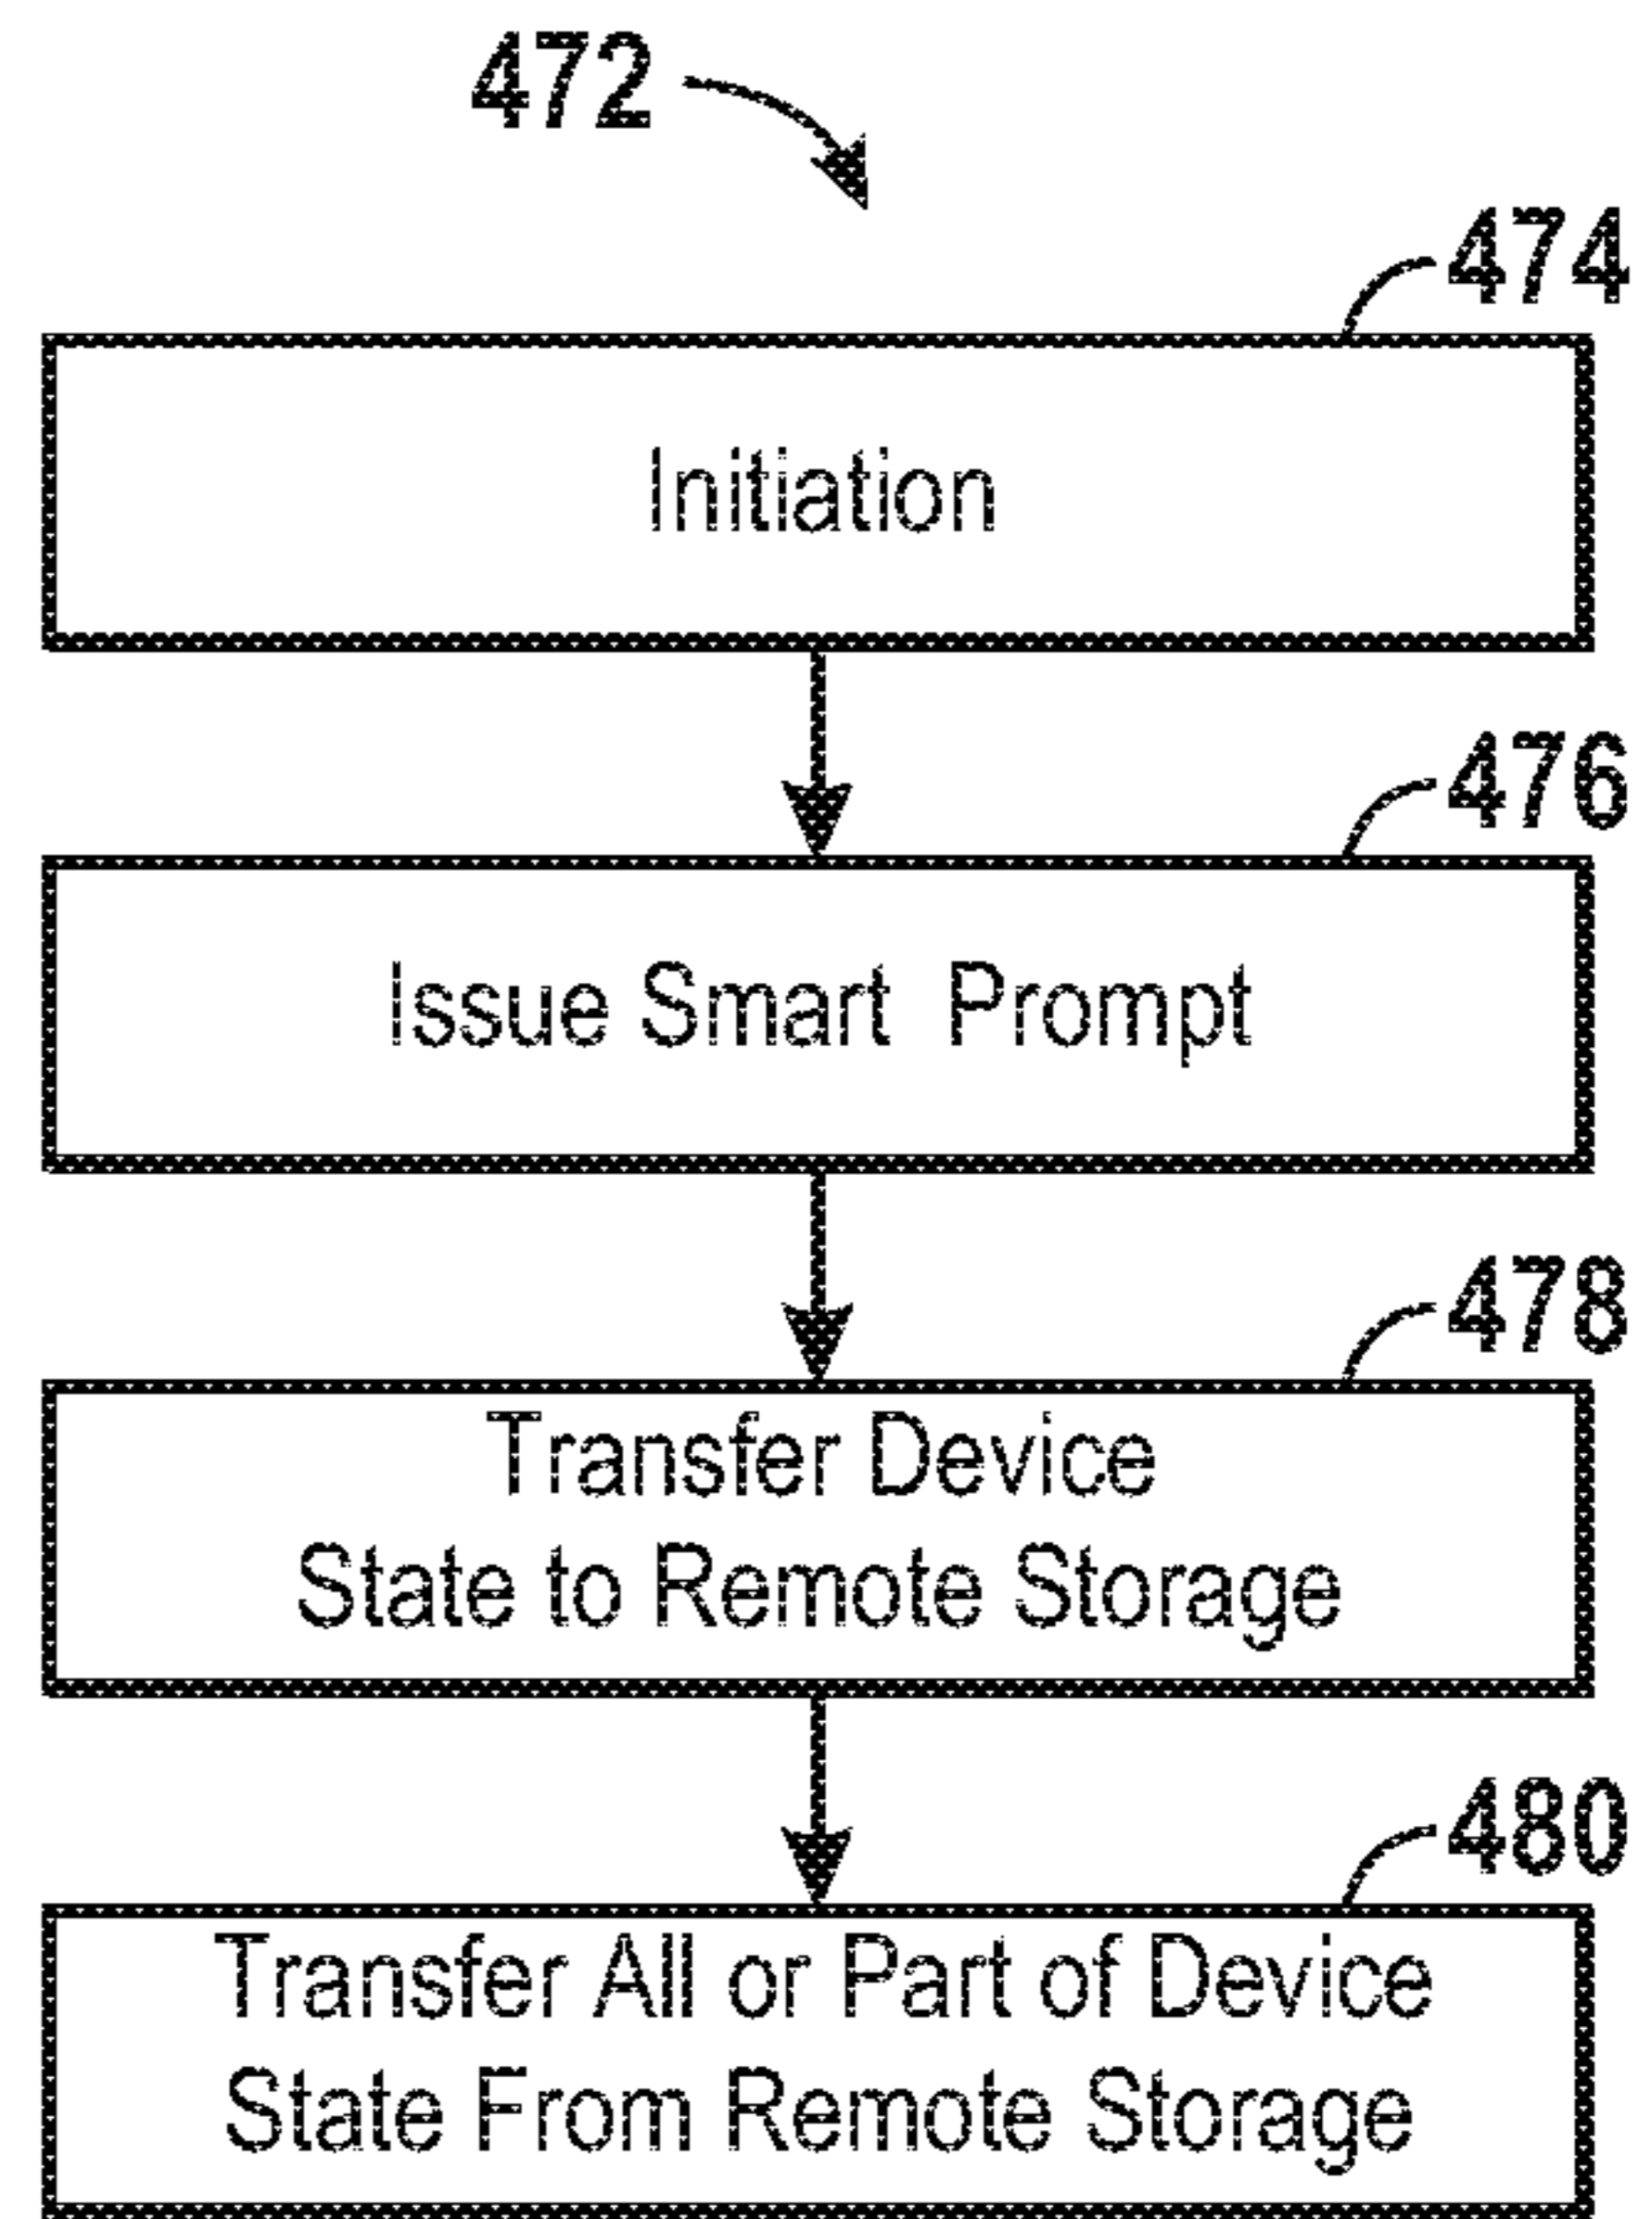 472
474
Initiation
476
Issue Smart Prompt
478
Transfer Device
State to Remote Storage
480
Transfer All or Part of Device
State From Remote Storage